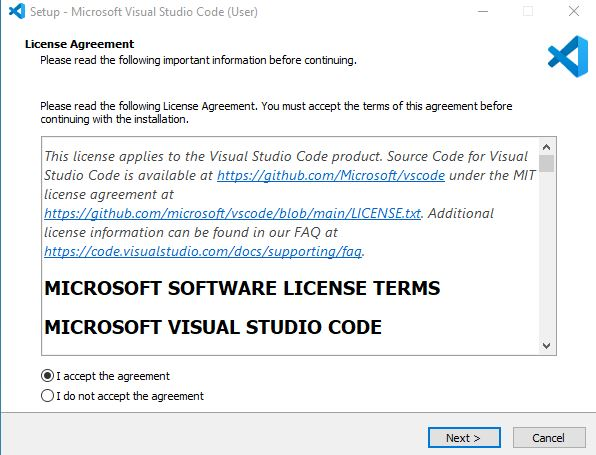 Setup - Microsoft Visual Studio Code (User)
License Agreement
Please read the following important information before continuing.
Please read the following License Agreement. You must accept the terms of this agreement before
continuing with the installation.
This license applies to the Visual Studio Code product. Source Code for Visual
Studio Code is available at https://github.com/Microsoft/vscode under the MIT
license agreement at
https://github.com/microsoft/vscode/blob/main/LICENSE.txt. Additional
license information can be found in our FAQ at
https://code.visualstudio.com/docs/supporting/faq.
MICROSOFT SOFTWARE LICENSE TERMS
MICROSOFT VISUAL STUDIO CODE
I accept the agreement
I do not accept the agreement
Next >
Cancel